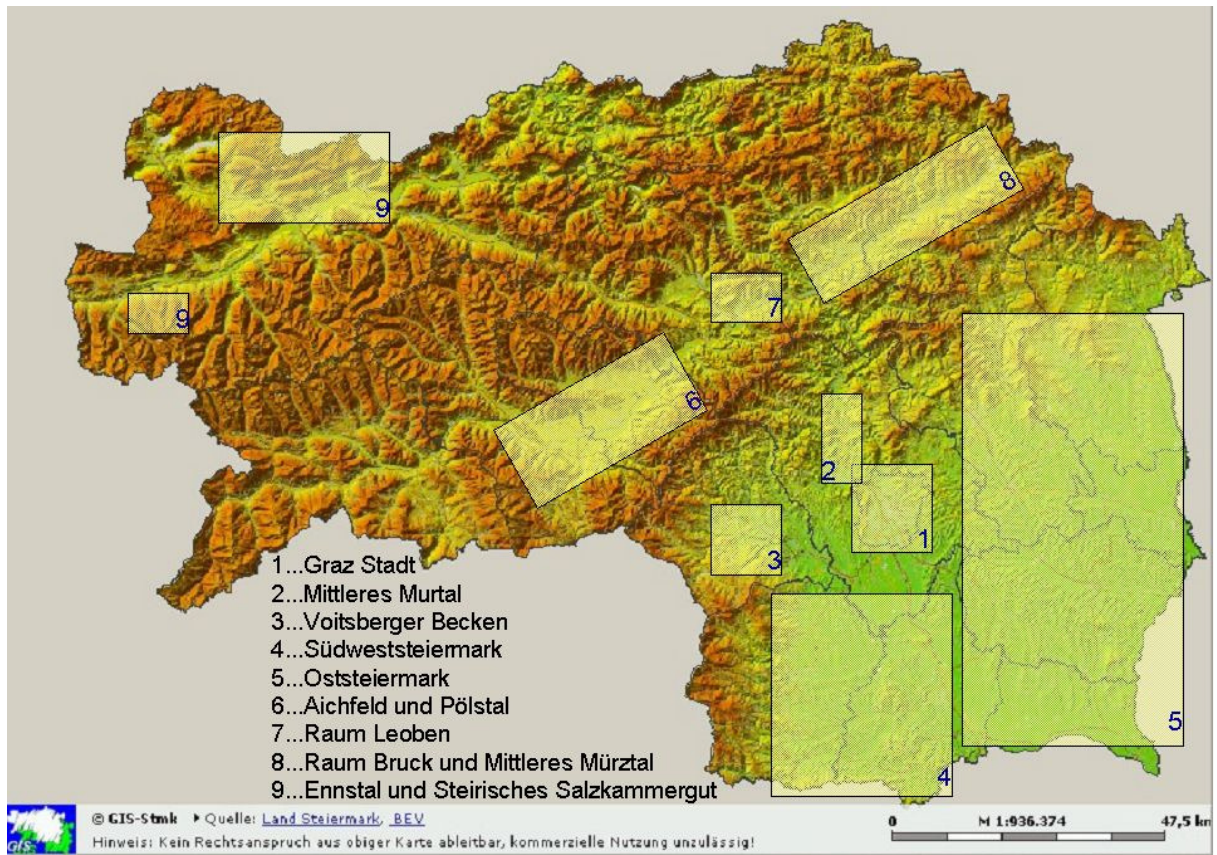 9
8
7
9
6
2
1
3
5
4
1...Graz Stadt
2...Mittleres Murtal
3...Voitsberger Becken
4...Südweststeiermark
5...Oststeiermark
6...Aichfeld und Pölstal
7...Raum Leoben
8...Raum Bruck und Mittleres Mürztal
9...Ennstal und Steirisches Salzkammergut
GIS
© GIS-Stmk Quelle: Land Steiermark, BEV
Hinweis: Kein Rechtsanspruch aus obiger Karte ableitbar, kommerzielle Nutzung unzulässig!
0 M 1:936.374 47,5 km